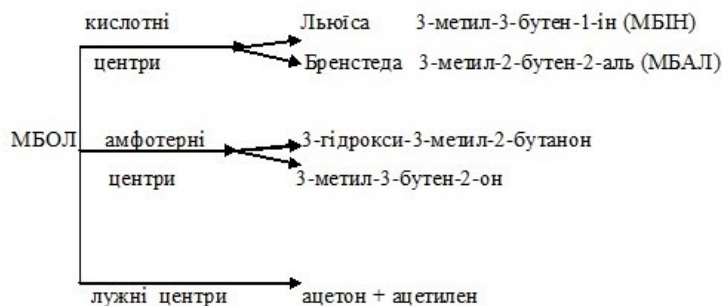 кислотні Льюїса 3-метил-3-бутен-1-ін (МБІН)
центри Бренстеда 3-метил-2-бутен-2-аль (МБАЛ)
МБОЛ амфотерні 3-гідрокси-3-метил-2-бутанон
центри 3-метил-3-бутен-2-он
лужні центри ацетон + ацетилен